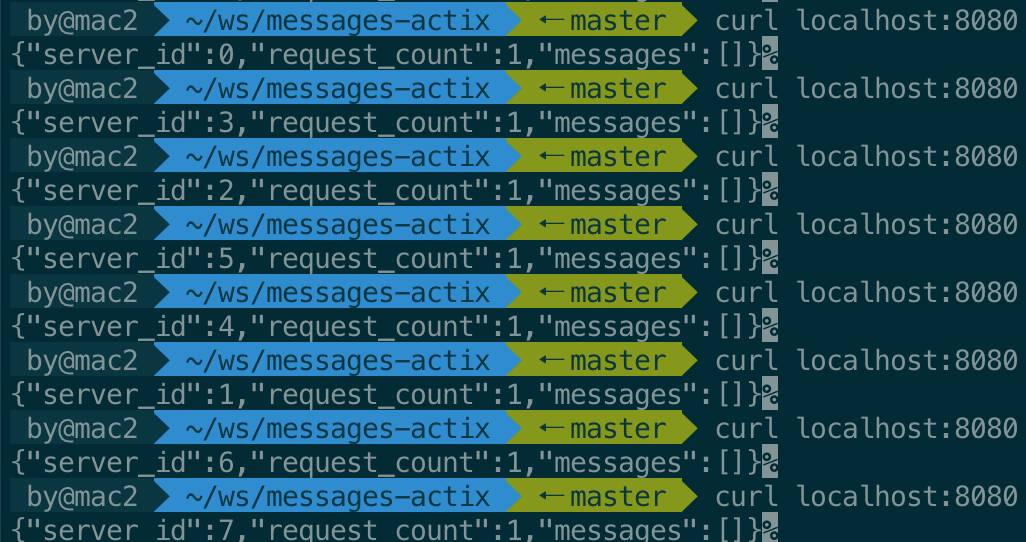 by@mac2 ~/ws/messages-actix ←master curl localhost:8080
{"server_id":0,"request_count":1,"messages":[]}%
by@mac2 ~/ws/messages-actix ←master curl localhost:8080
{"server_id":3,"request_count":1,"messages":[]}%
by@mac2 ~/ws/messages-actix ←master curl localhost:8080
{"server_id":2,"request_count":1,"messages":[]}%
by@mac2 ~/ws/messages-actix ←master curl localhost:8080
{"server_id":5,"request_count":1,"messages":[]}%
by@mac2 ~/ws/messages-actix ←master curl localhost:8080
{"server_id":4,"request_count":1,"messages":[]}%
by@mac2 ~/ws/messages-actix ←master curl localhost:8080
{"server_id":1,"request_count":1,"messages":[]}%
by@mac2 ~/ws/messages-actix ←master curl localhost:8080
{"server_id":6,"request_count":1,"messages":[]}%
by@mac2 ~/ws/messages-actix ←master curl localhost:8080
{"server_id":7,"request_count":1,"messages":[]}%